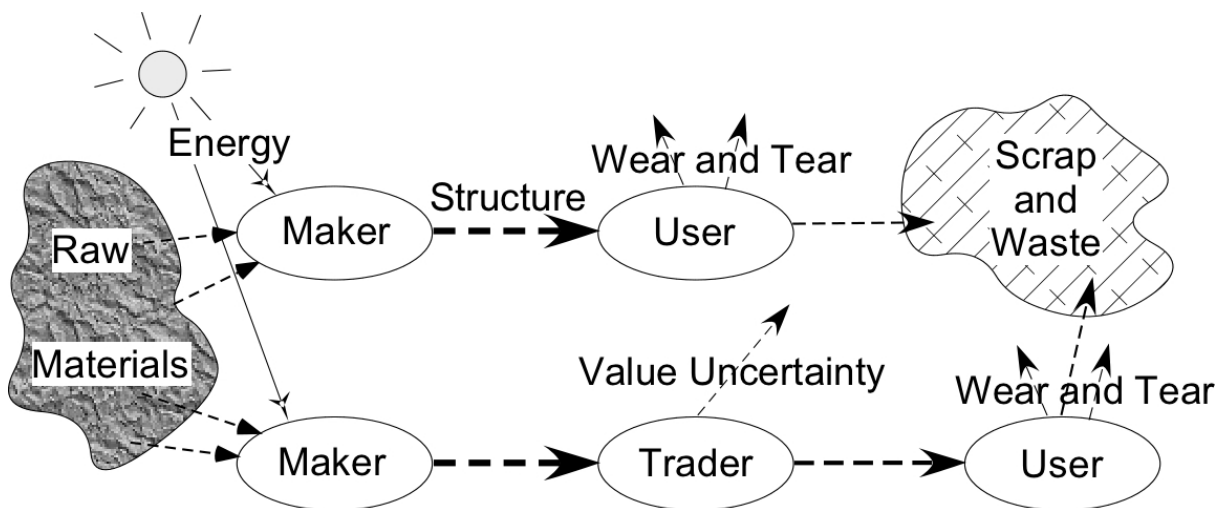 Energy
Raw
Materials
Maker
Structure
Wear and Tear
User
Scrap
and
Waste
Maker
Value Uncertainty
Trader
Wear and Tear
User